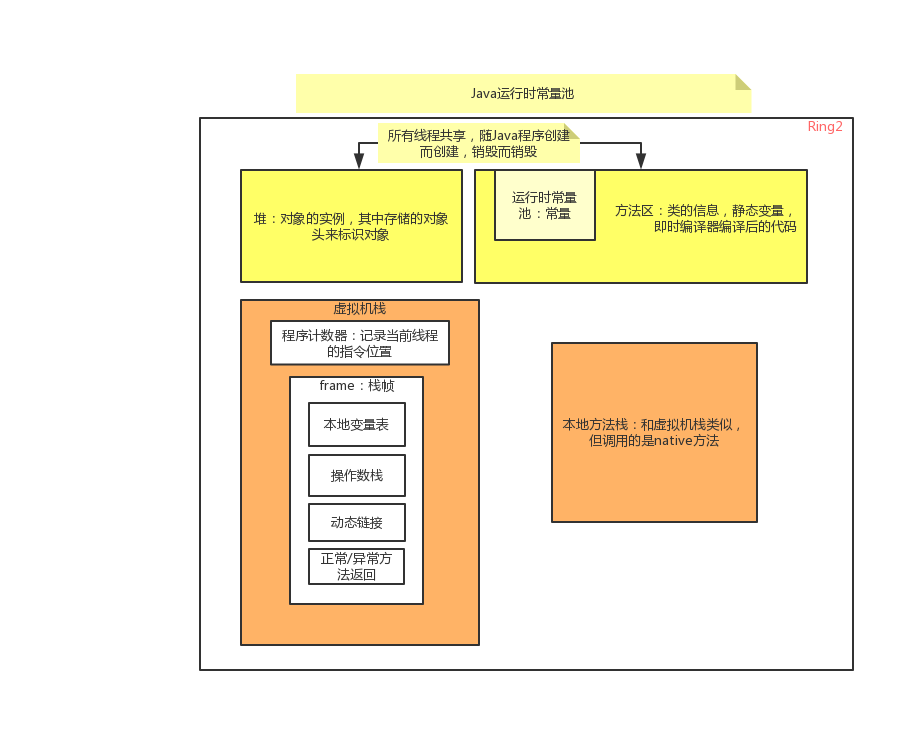 Java运行时常量池
Ring2
所有线程共享，随Java程序创建
而创建，销毁而销毁
堆：对象的实例，其中存储的对象
头来标识对象
运行时常量
池：常量
方法区：类的信息，静态变量，
即时编译器编译后的代码
虚拟机栈
程序计数器：记录当前线程
的指令位置
frame：栈帧
本地变量表
操作数栈
动态链接
正常/异常方
法返回
本地方法栈：和虚拟机栈类似，
但调用的是native方法